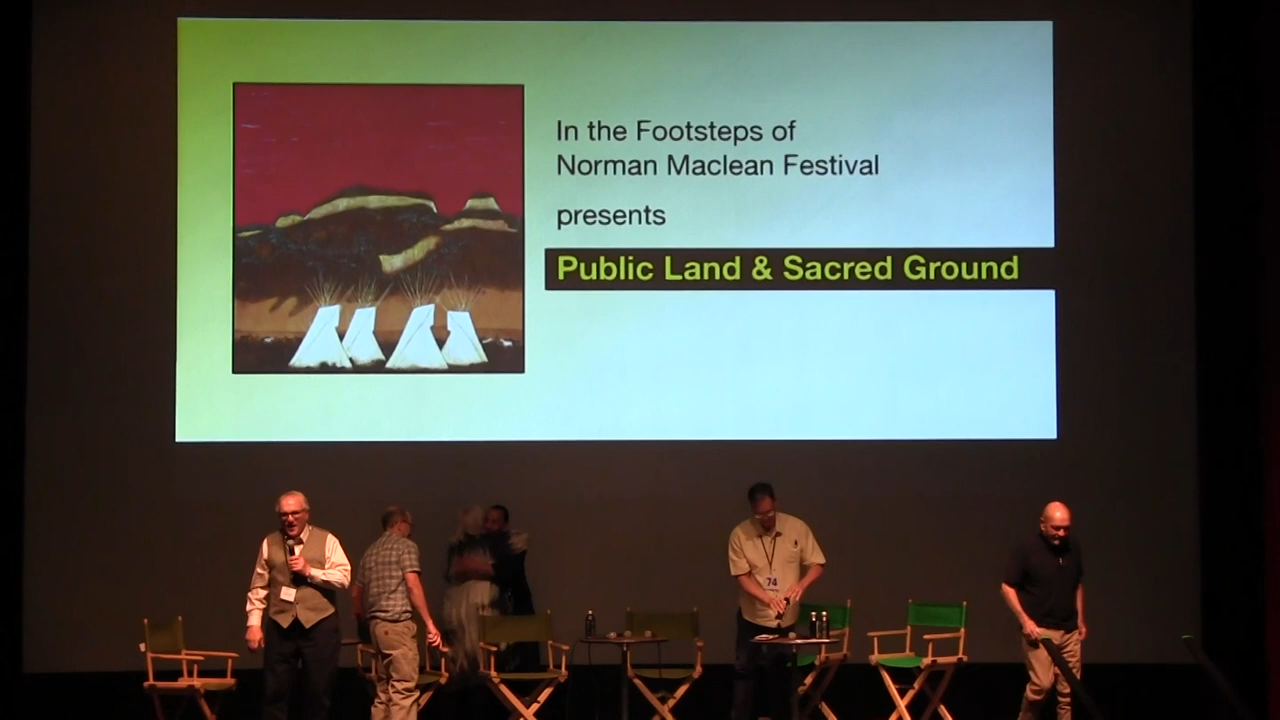 In the Footsteps of
Norman Maclean Festival
presents
Public Land & Sacred Ground
74